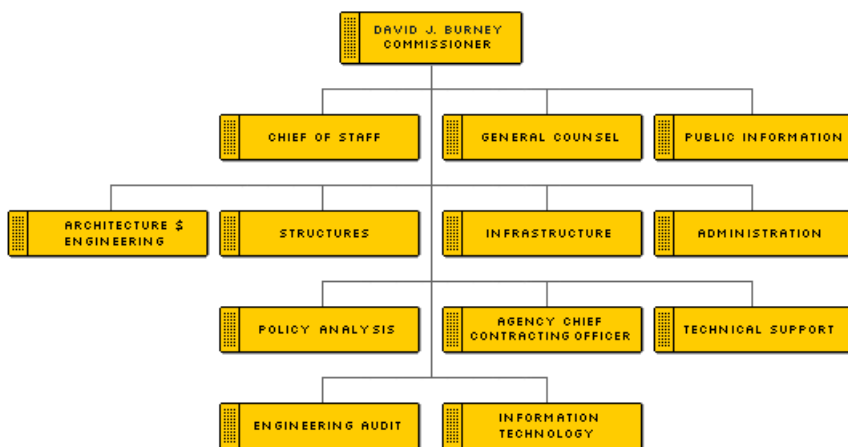 DAVID J. BURNEY
COMMISSIONER
CHIEF OF STAFF
GENERAL COUNSEL
PUBLIC INFORMATION
ARCHITECTURE $
ENGINEERING
STRUCTURES
INFRASTRUCTURE
ADMINISTRATION
POLICY ANALYSIS
AGENCY CHIEF
CONTRACTING OFFICER
TECHNICAL SUPPORT
ENGINEERING AUDIT
INFORMATION
TECHNOLOGY